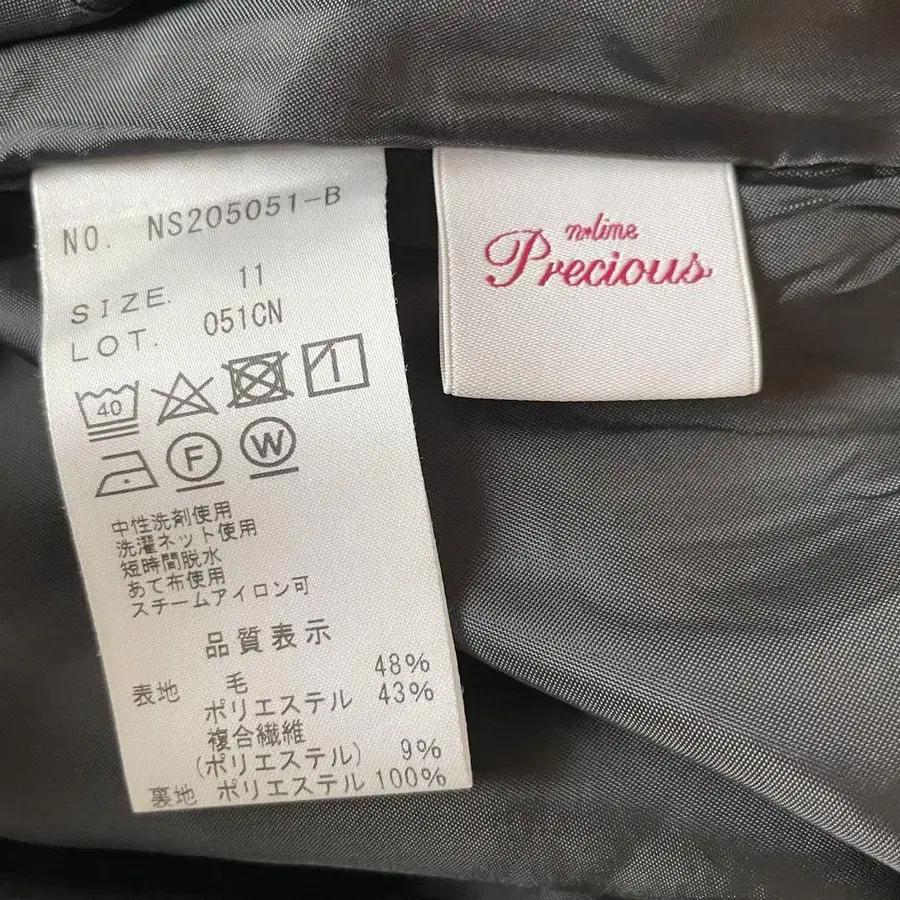 NO. NS205051-B
SIZE. 11
LOT. 051CN
40
F W
中性洗剤使用
洗濯ネット使用
短時間脱水
あて布使用
スチームアイロン可
品質表示
表地 毛 48%
ポリエステル 43%
複合繊維
(ポリエステル) 9%
裏地 ポリエステル 100%
n♥line
Precious